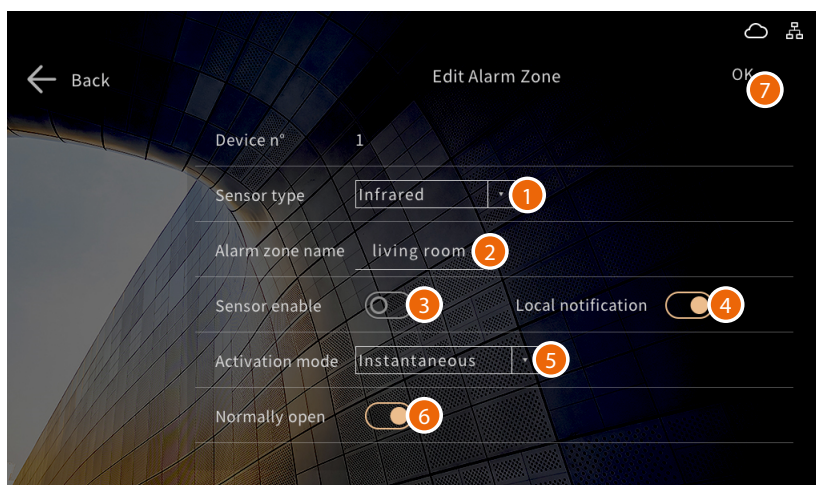 Back
Edit Alarm Zone
OK
7
Device n° 1
Sensor type Infrared 1
Alarm zone name living room 2
Sensor enable 3 Local notification 4
Activation mode Instantaneous 5
Normally open 6